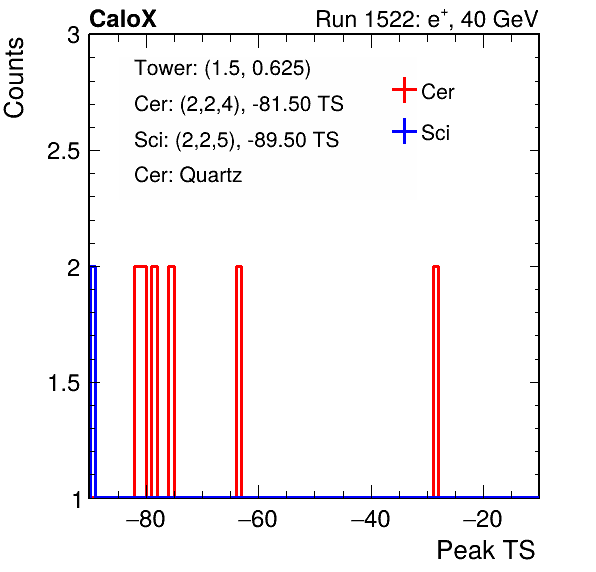 CaloX Run 1522: e+, 40 GeV
Counts
3
2.5
2
1.5
1
Tower: (1.5, 0.625)
Cer: (2,2,4), -81.50 TS
Sci: (2,2,5), -89.50 TS
Cer: Quartz
Cer
Sci
−80 −60 −40 −20
Peak TS